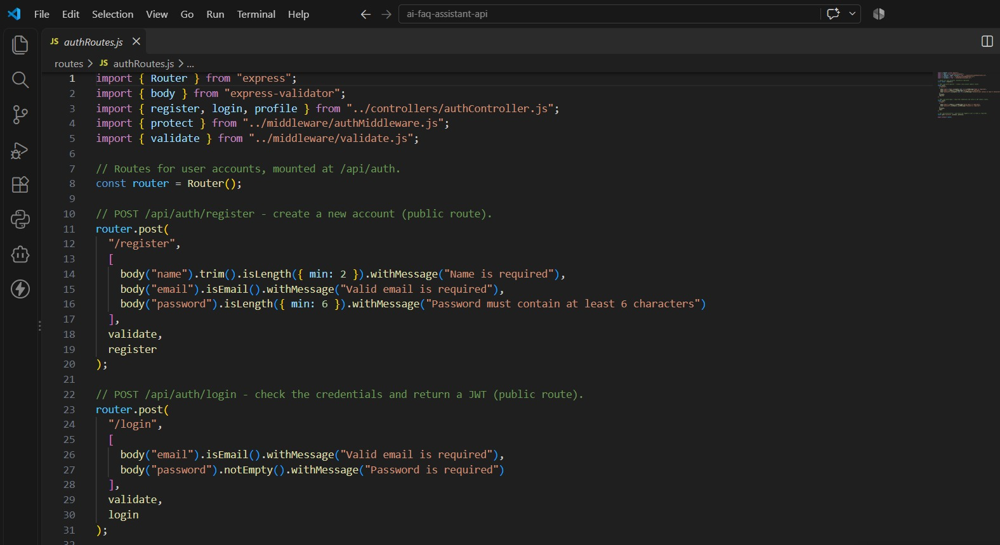 File Edit Selection View Go Run Terminal Help
ai-faq-assistant-api
JS authRoutes.js
routes > JS authRoutes.js > ...
1 import { Router } from "express";
2 import { body } from "express-validator";
3 import { register, login, profile } from "../controllers/authController.js";
4 import { protect } from "../middleware/authMiddleware.js";
5 import { validate } from "../middleware/validate.js";
6
7 // Routes for user accounts, mounted at /api/auth.
8 const router = Router();
9
10 // POST /api/auth/register - create a new account (public route).
11 router.post(
12   "/register",
13   [
14     body("name").trim().isLength({ min: 2 }).withMessage("Name is required"),
15     body("email").isEmail().withMessage("Valid email is required"),
16     body("password").isLength({ min: 6 }).withMessage("Password must contain at least 6 characters")
17   ],
18   validate,
19   register
20 );
21
22 // POST /api/auth/login - check the credentials and return a JWT (public route).
23 router.post(
24   "/login",
25   [
26     body("email").isEmail().withMessage("Valid email is required"),
27     body("password").notEmpty().withMessage("Password is required")
28   ],
29   validate,
30   login
31 );
32